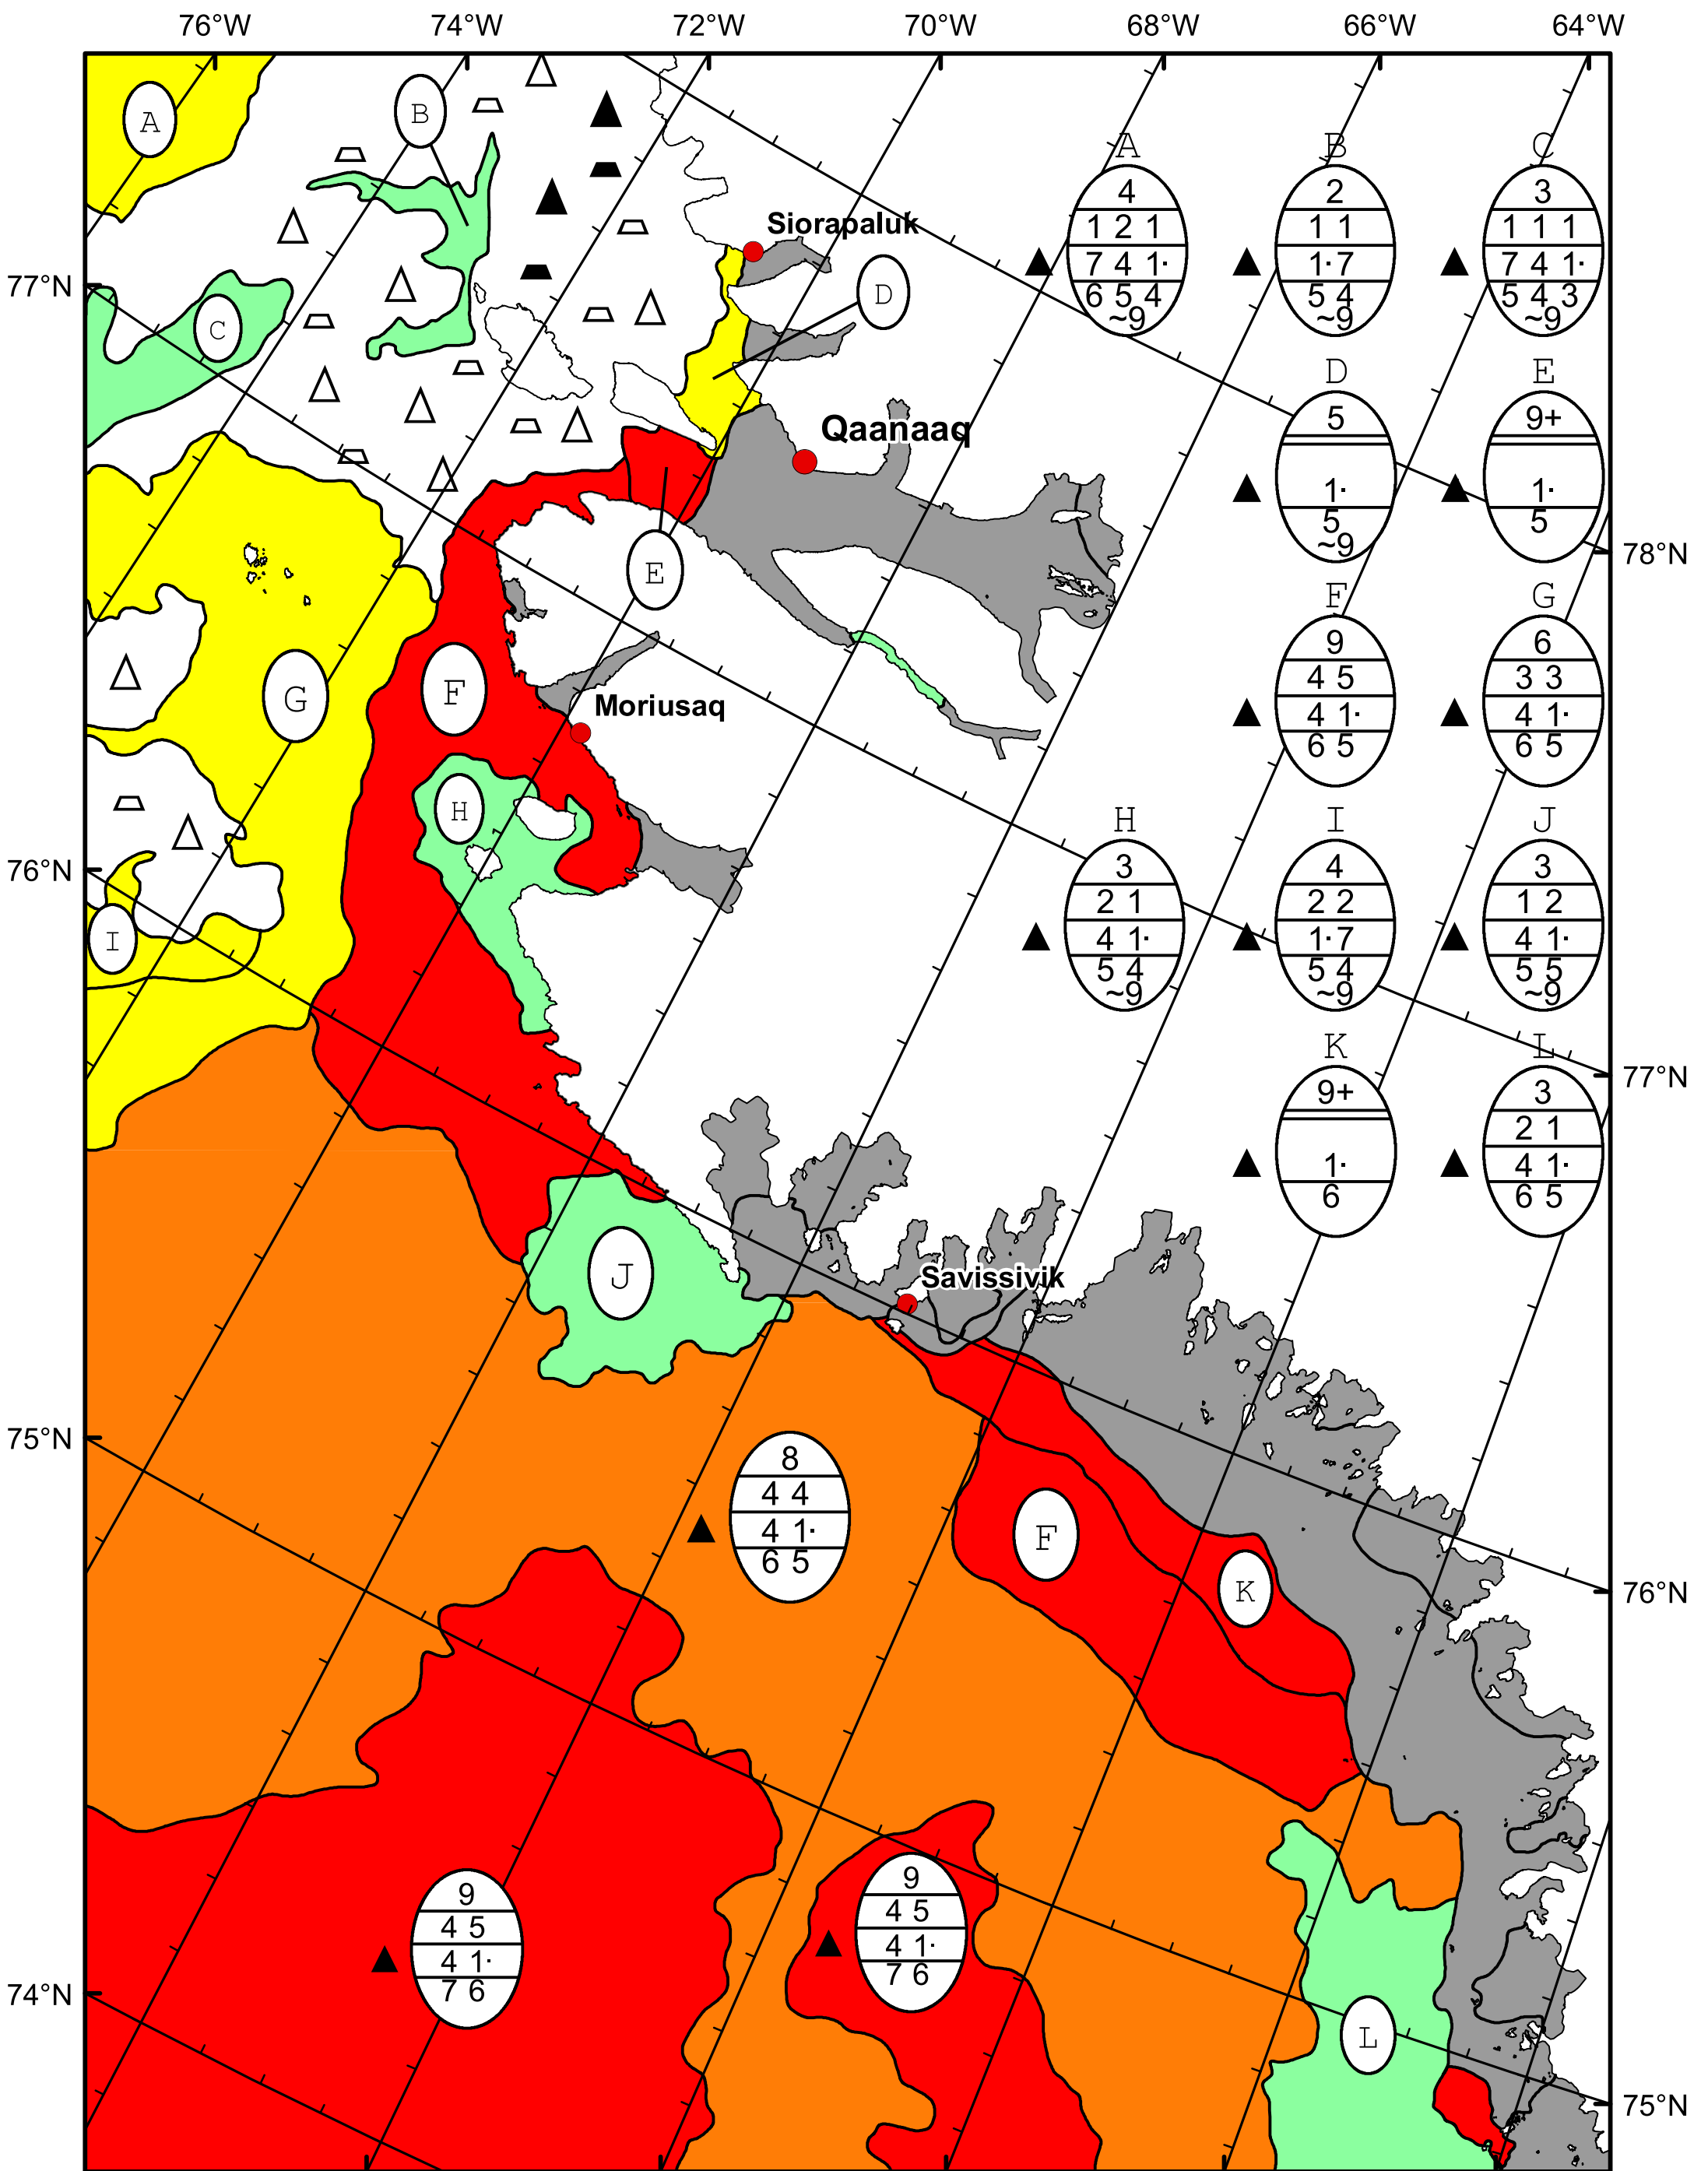 76°W 74°W 72°W 70°W 68°W 66°W 64°W
A
B
A B C
4 2 3
1 2 1 1 1 1 1 1
7 4 1· 1·7 7 4 1·
6 5 4 5 4 5 4 3
~9 ~9 ~9
Siorapaluk
77°N
D
C
D E
5 9+
1· 1·
5 5
~9
Qaanaaq
78°N
E
F G
9 6
4 5 3 3
4 1· 4 1·
6 5 6 5
G
F
Moriusaq
H
H I J
3 4 3
2 1 2 2 1 2
4 1· 1·7 4 1·
5 4 5 4 5 5
~9 ~9 ~9
76°N
I
K L
9+ 3
2 1
1· 4 1·
6 6 5
77°N
J
Savissivik
75°N
8
4 4
4 1·
6 5
F
K
76°N
9
4 5
4 1·
7 6
9
4 5
4 1·
7 6
74°N
L
75°N